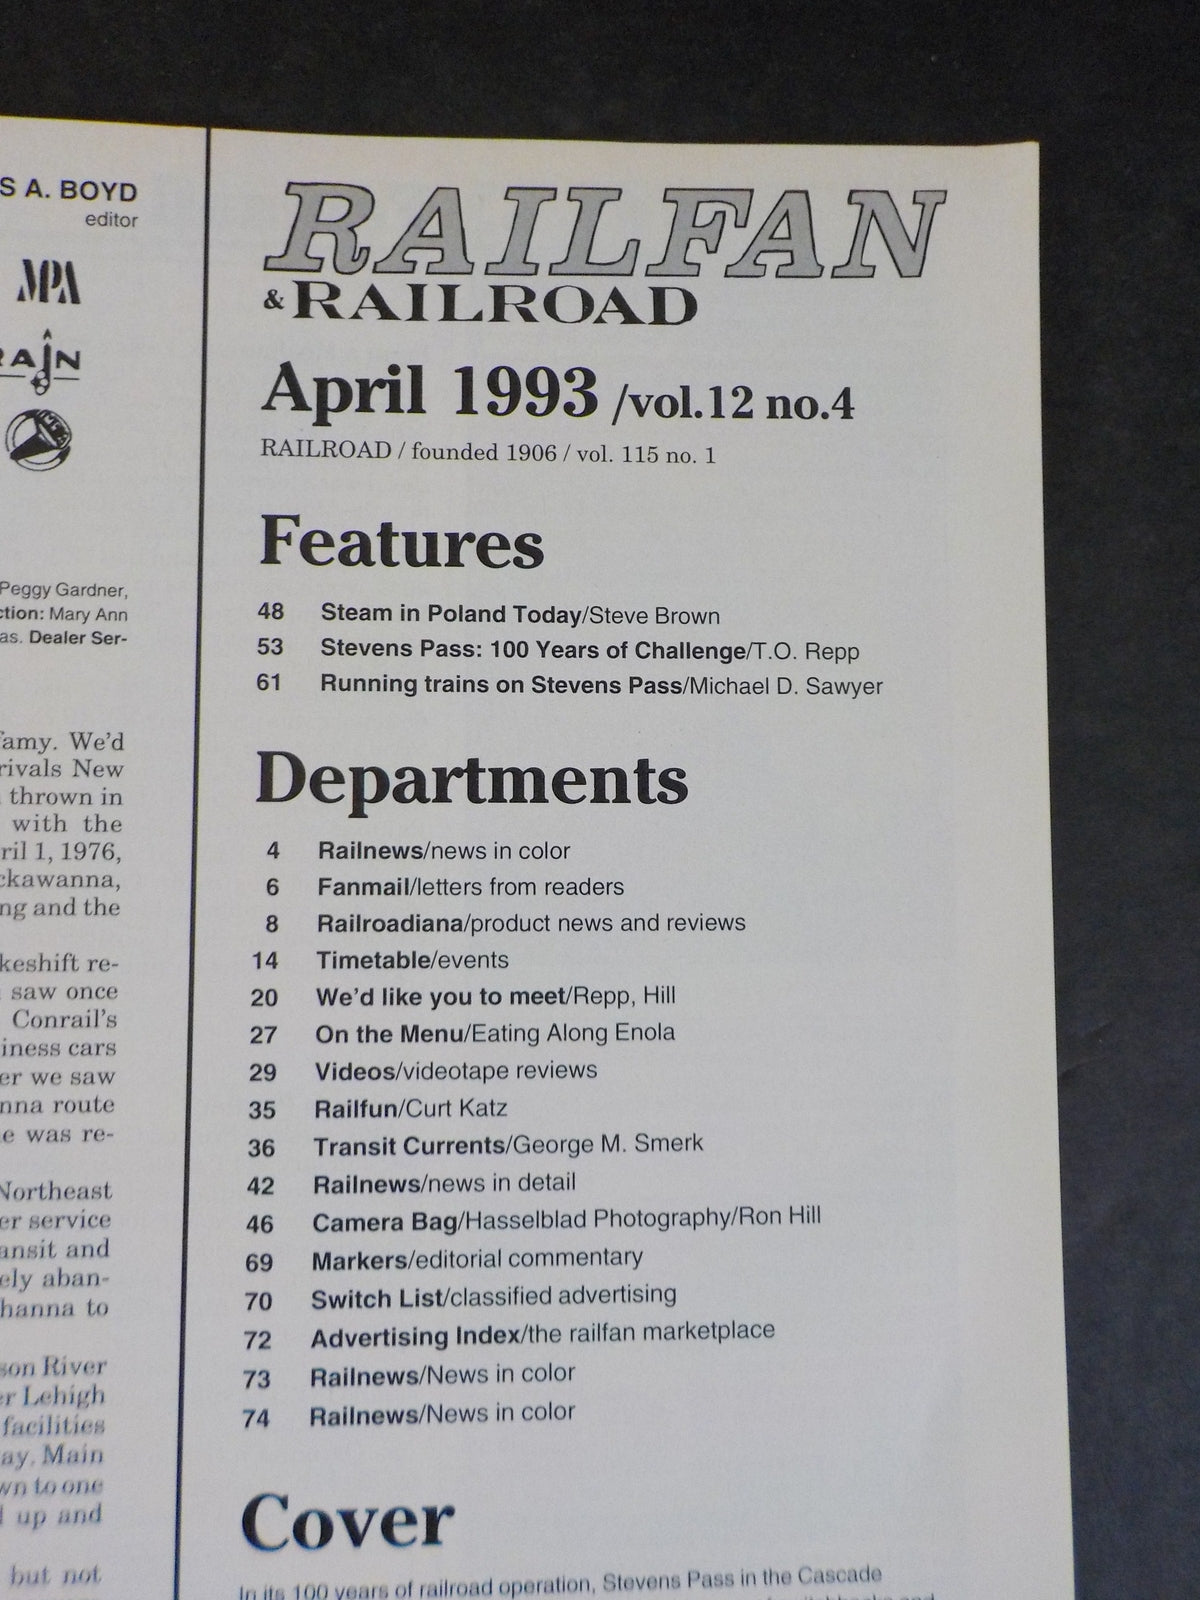 S A. BOYD
editor
MPA
RAIN
Peggy Gardner,
ction: Mary Ann
as. Dealer Ser-
famy. We'd
rivals New
thrown in
with the
ril 1, 1976,
ckawanna,
ng and the
keshift re-
saw once
Conrail's
iness cars
er we saw
nna route
e was re-
Northeast
er service
ansit and
ely aban-
hanna to
son River
er Lehigh
facilities
ay. Main
wn to one
up and
but not
RAILFAN
& RAILROAD
April 1993 /vol.12 no.4
RAILROAD / founded 1906 / vol. 115 no. 1
Features
48 Steam in Poland Today/Steve Brown
53 Stevens Pass: 100 Years of Challenge/T.O. Repp
61 Running trains on Stevens Pass/Michael D. Sawyer
Departments
4 Railnews/news in color
6 Fanmail/letters from readers
8 Railroadiana/product news and reviews
14 Timetable/events
20 We'd like you to meet/Repp, Hill
27 On the Menu/Eating Along Enola
29 Videos/videotape reviews
35 Railfun/Curt Katz
36 Transit Currents/George M. Smerk
42 Railnews/news in detail
46 Camera Bag/Hasselblad Photography/Ron Hill
69 Markers/editorial commentary
70 Switch List/classified advertising
72 Advertising Index/the railfan marketplace
73 Railnews/News in color
74 Railnews/News in color
Cover
In its 100 years of railroad operation, Stevens Pass in the Cascade